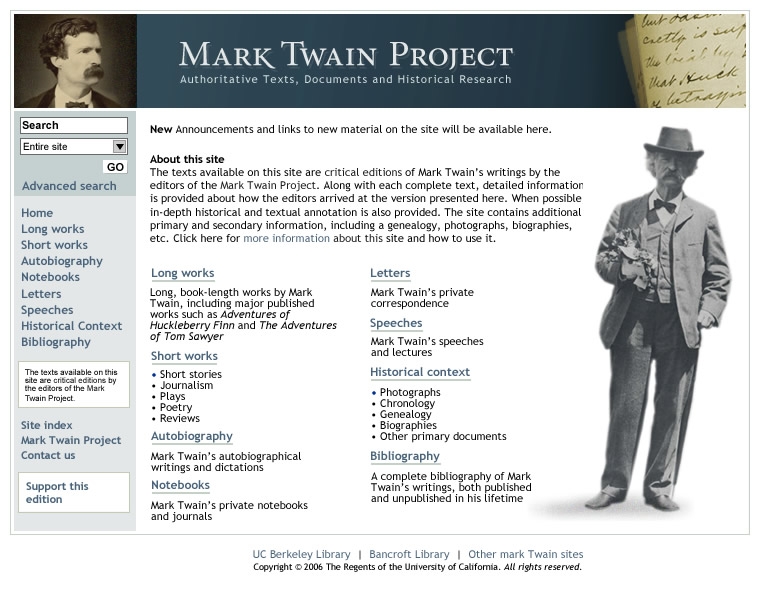 MARK TWAIN PROJECT
Authoritative Texts, Documents and Historical Research
Search
Entire site
GO
Advanced search
Home
Long works
Short works
Autobiography
Notebooks
Letters
Speeches
Historical Context
Bibliography
The texts available on this
site are critical editions by
the editors of the Mark
Twain Project.
Site index
Mark Twain Project
Contact us
Support this
edition
New Announcements and links to new material on the site will be available here.
About this site
The texts available on this site are critical editions of Mark Twain's writings by the
editors of the Mark Twain Project. Along with each complete text, detailed information
is provided about how the editors arrived at the version presented here. When possible
in-depth historical and textual annotation is also provided. The site contains additional
primary and secondary information, including a genealogy, photographs, biographies,
etc. Click here for more information about this site and how to use it.
Long works
Long, book-length works by Mark
Twain, including major published
works such as Adventures of
Huckleberry Finn and The Adventures
of Tom Sawyer
Short works
• Short stories
• Journalism
• Plays
• Poetry
• Reviews
Autobiography
Mark Twain's autobiographical
writings and dictations
Notebooks
Mark Twain's private notebooks
and journals
Letters
Mark Twain's private
correspondence
Speeches
Mark Twain's speeches
and lectures
Historical context
• Photographs
• Chronology
• Genealogy
• Biographies
• Other primary documents
Bibliography
A complete bibliography of Mark
Twain's writings, both published
and unpublished in his lifetime
UC Berkeley Library | Bancroft Library | Other mark Twain sites
Copyright © 2006 The Regents of the University of California. All rights reserved.